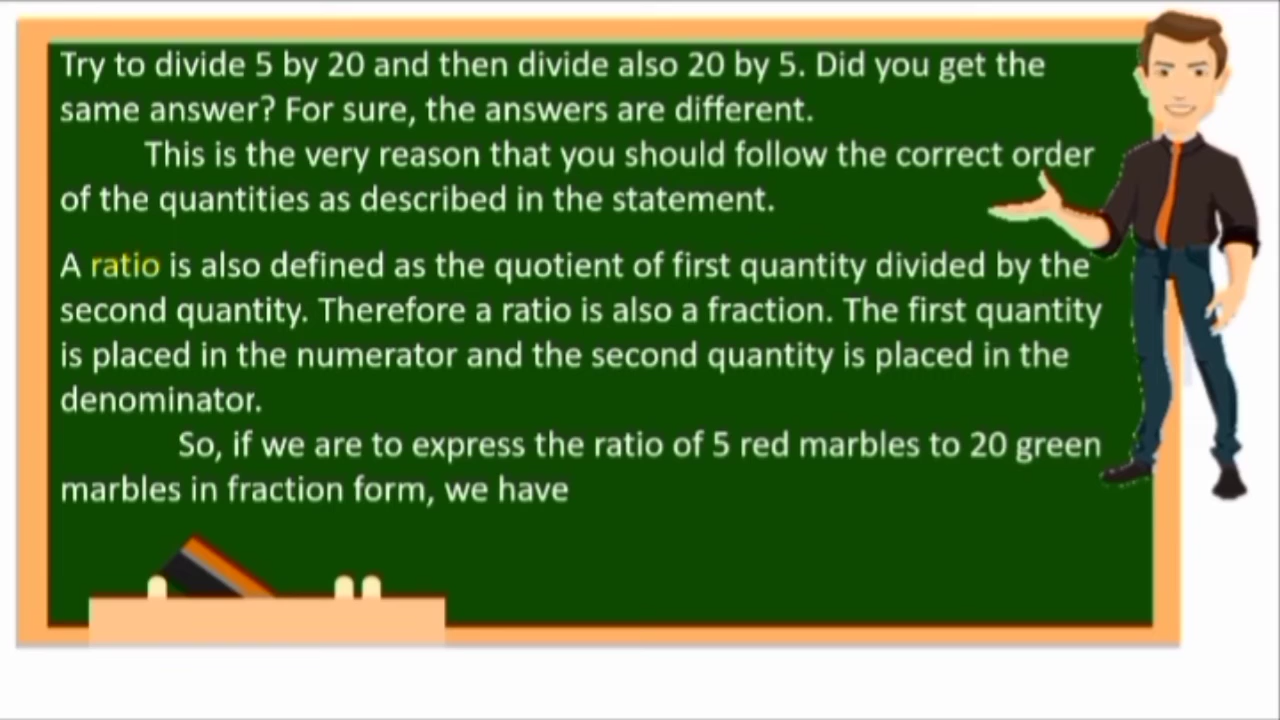 Try to divide 5 by 20 and then divide also 20 by 5. Did you get the
same answer? For sure, the answers are different.
This is the very reason that you should follow the correct order
of the quantities as described in the statement.
A ratio is also defined as the quotient of first quantity divided by the
second quantity. Therefore a ratio is also a fraction. The first quantity
is placed in the numerator and the second quantity is placed in the
denominator.
So, if we are to express the ratio of 5 red marbles to 20 green
marbles in fraction form, we have